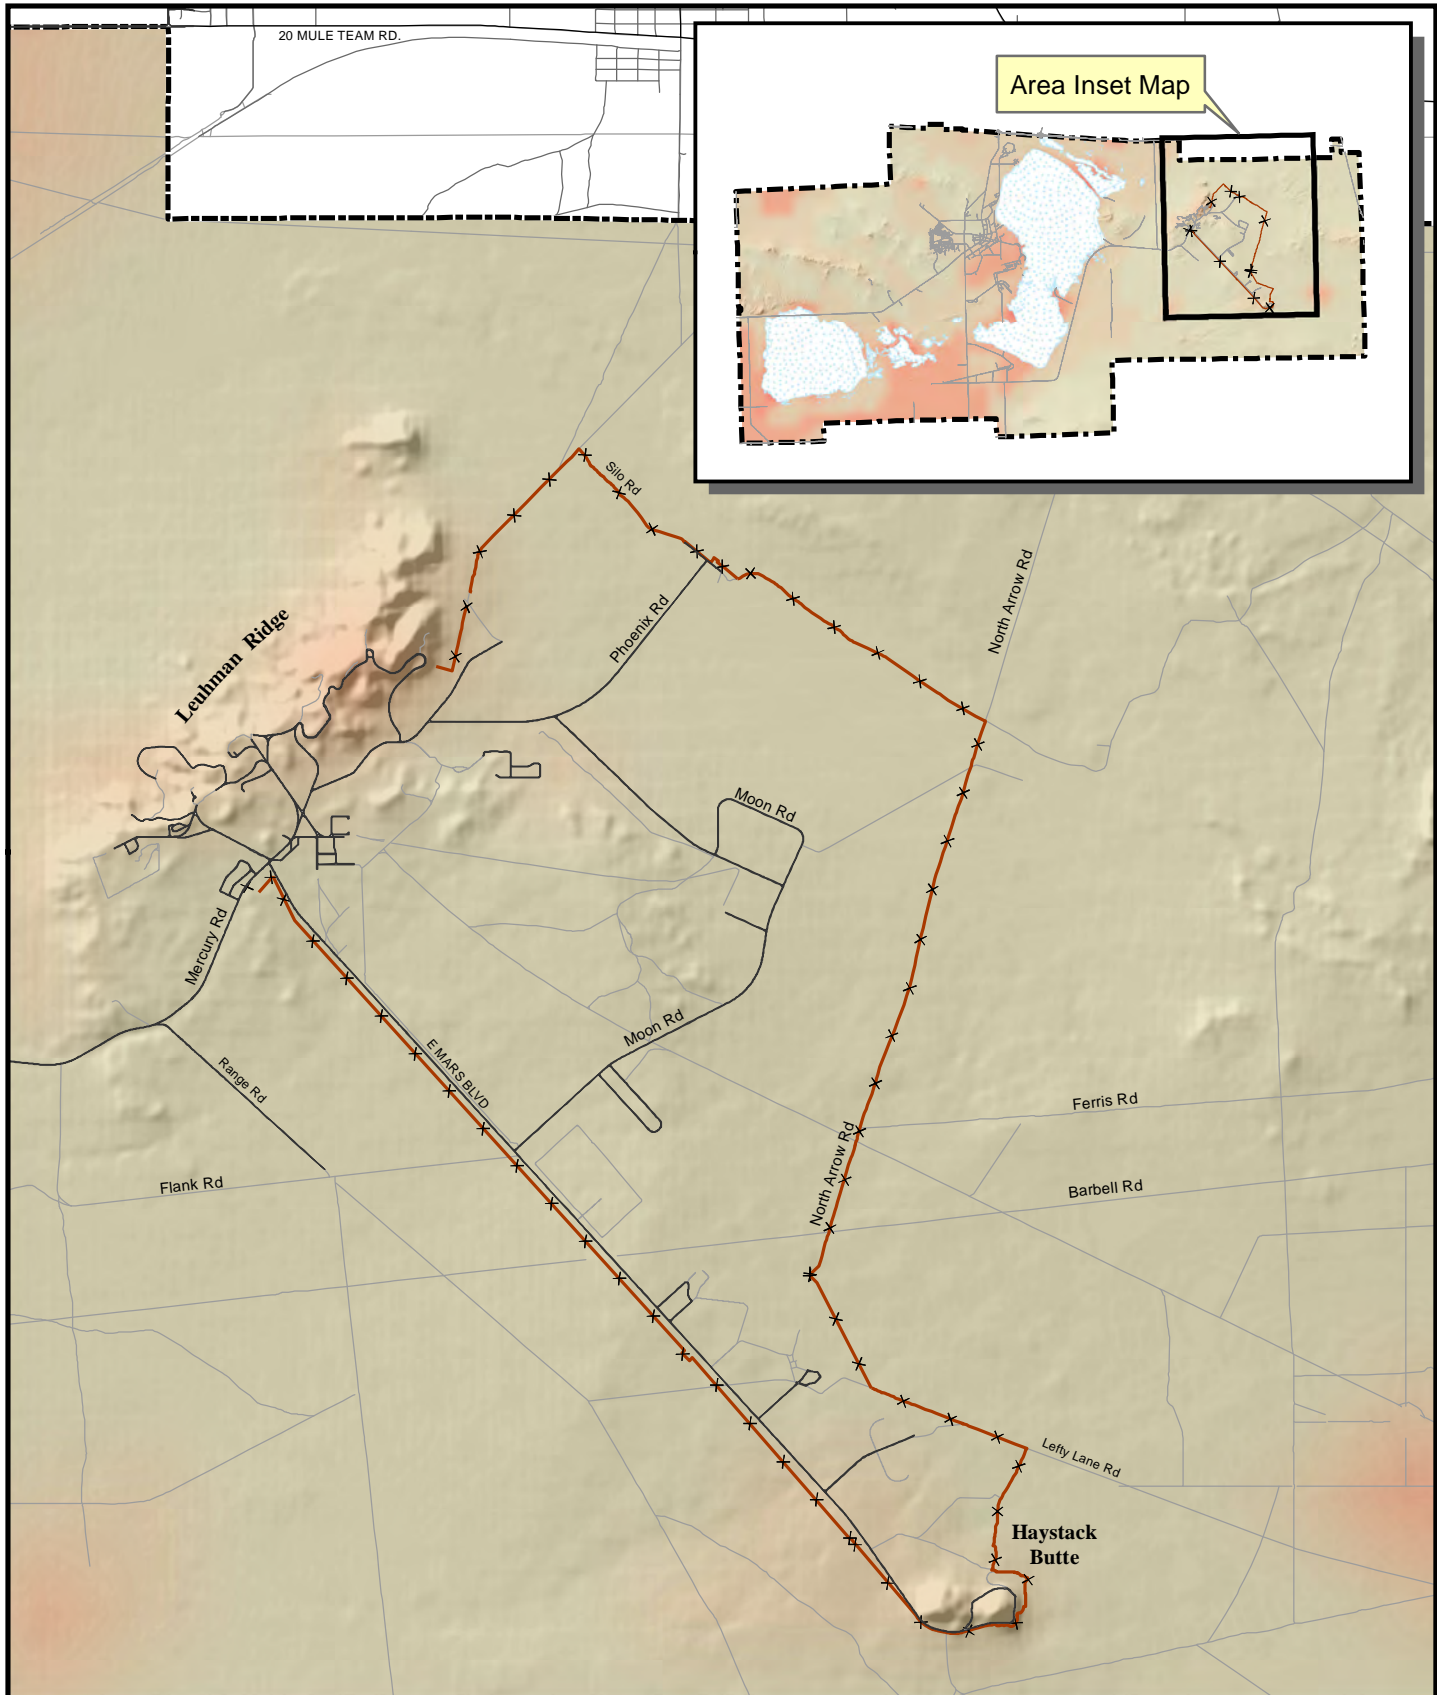 20 MULE TEAM RD.
Area Inset Map
Silo Rd
North Arrow Rd
Phoenix Rd
Leuhman Ridge
Moon Rd
Mercury Rd
Moon Rd
E MARS BLVD
Range Rd
Ferris Rd
North Arrow Rd
Flank Rd
Barbell Rd
Lefty Lane Rd
Haystack
Butte